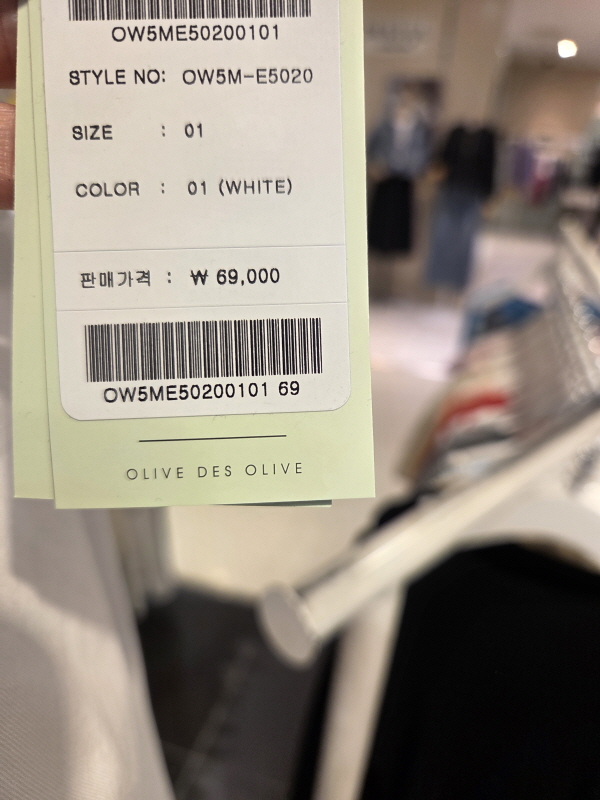 OW5ME50200101
STYLE NO: OW5M-E5020
SIZE : 01
COLOR : 01 (WHITE)
판매가격 : ₩ 69,000
OW5ME50200101 69
OLIVE DES OLIVE